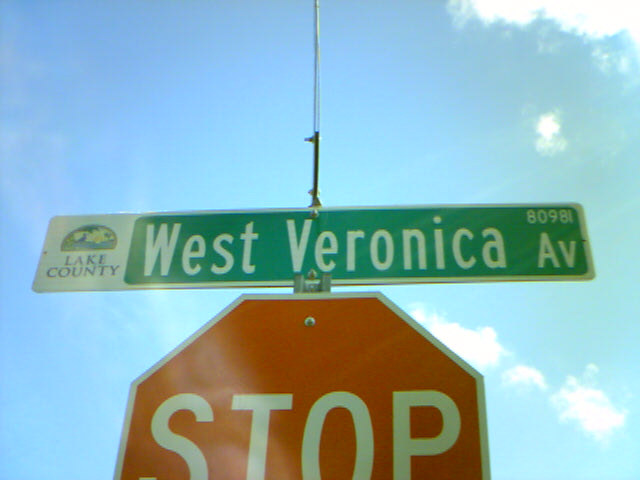 LAKE
COUNTY
West Veronica Av
80981
STOP